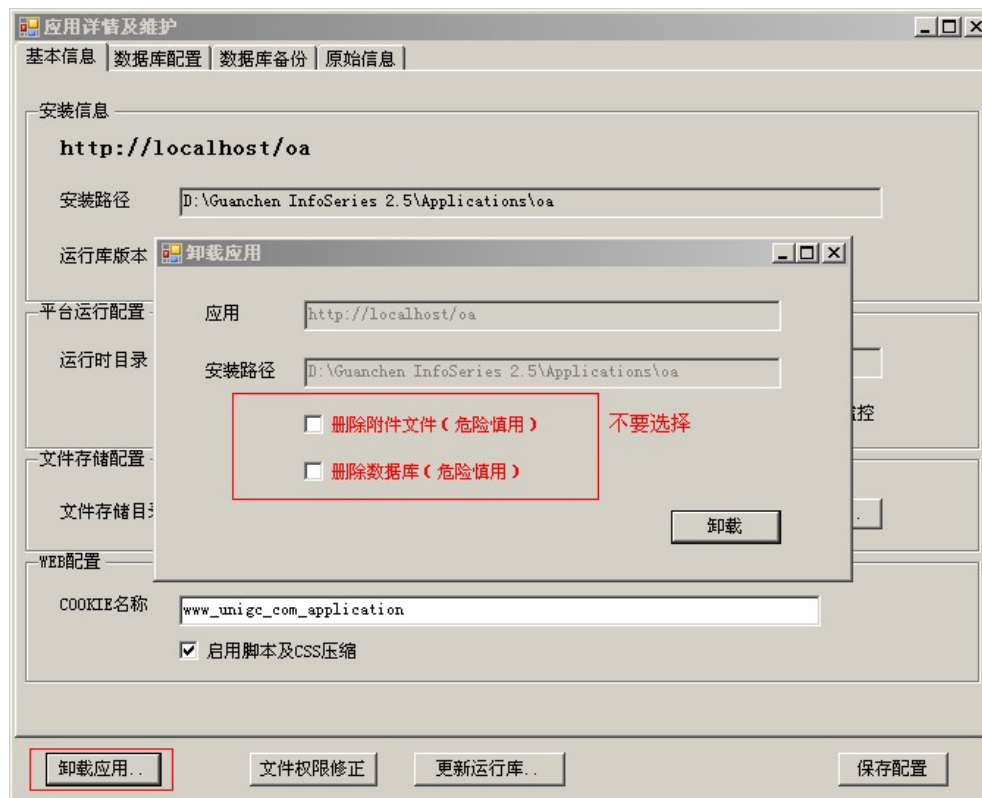 应用详情及维护
基本信息 数据库配置 数据库备份 原始信息
安装信息
http://localhost/oa
安装路径 D:\Guanchen InfoSeries 2.5\Applications\oa
运行库版本
卸载应用
应用 http://localhost/oa
安装路径 D:\Guanchen InfoSeries 2.5\Applications\oa
删除附件文件(危险慎用) 不要选择
删除数据库(危险慎用)
卸载
平台运行配置
运行时目录
控
文件存储配置
文件存储目
.
WEB配置
COOKIE名称 www_unigc_com_application
启用脚本及CSS压缩
卸载应用.. 文件权限修正 更新运行库.. 保存配置